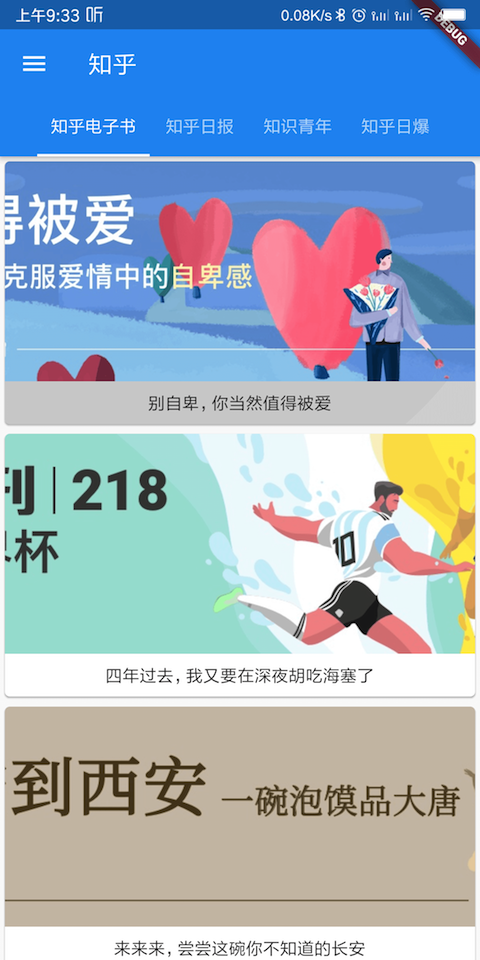 上午9:33 听
0.08K/s
DEBUG
知乎
知乎电子书 知乎日报 知识青年 知乎日爆
得被爱
克服爱情中的自卑感
别自卑，你当然值得被爱
刊 | 218
界杯
10
四年过去，我又要在深夜胡吃海塞了
到西安 一碗泡馍品大唐
来来来，尝尝这碗你不知道的长安